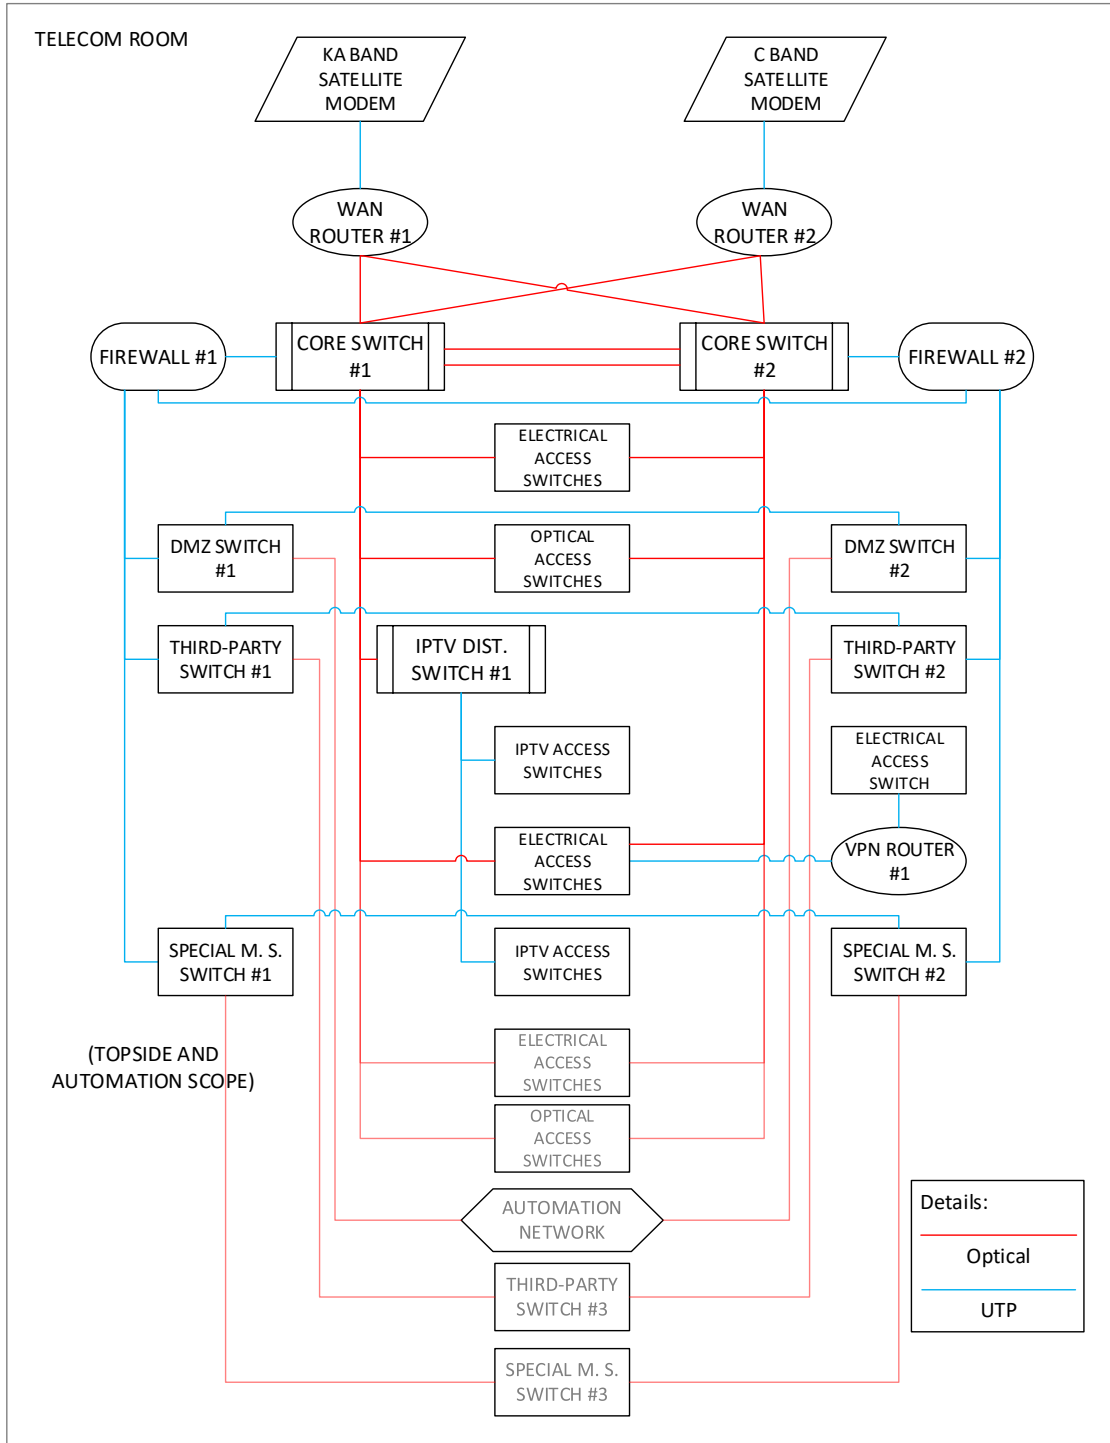 TELECOM ROOM
KA BAND
SATELLITE
MODEM
C BAND
SATELLITE
MODEM
WAN
ROUTER #1
WAN
ROUTER #2
FIREWALL #1
CORE SWITCH
#1
CORE SWITCH
#2
FIREWALL #2
ELECTRICAL
ACCESS
SWITCHES
DMZ SWITCH
#1
OPTICAL
ACCESS
SWITCHES
DMZ SWITCH
#2
THIRD-PARTY
SWITCH #1
IPTV DIST.
SWITCH #1
THIRD-PARTY
SWITCH #2
IPTV ACCESS
SWITCHES
ELECTRICAL
ACCESS
SWITCH
ELECTRICAL
ACCESS
SWITCHES
VPN ROUTER
#1
SPECIAL M. S.
SWITCH #1
IPTV ACCESS
SWITCHES
SPECIAL M. S.
SWITCH #2
(TOPSIDE AND
AUTOMATION SCOPE)
ELECTRICAL
ACCESS
SWITCHES
OPTICAL
ACCESS
SWITCHES
AUTOMATION
NETWORK
THIRD-PARTY
SWITCH #3
SPECIAL M. S.
SWITCH #3
Details:
Optical
UTP